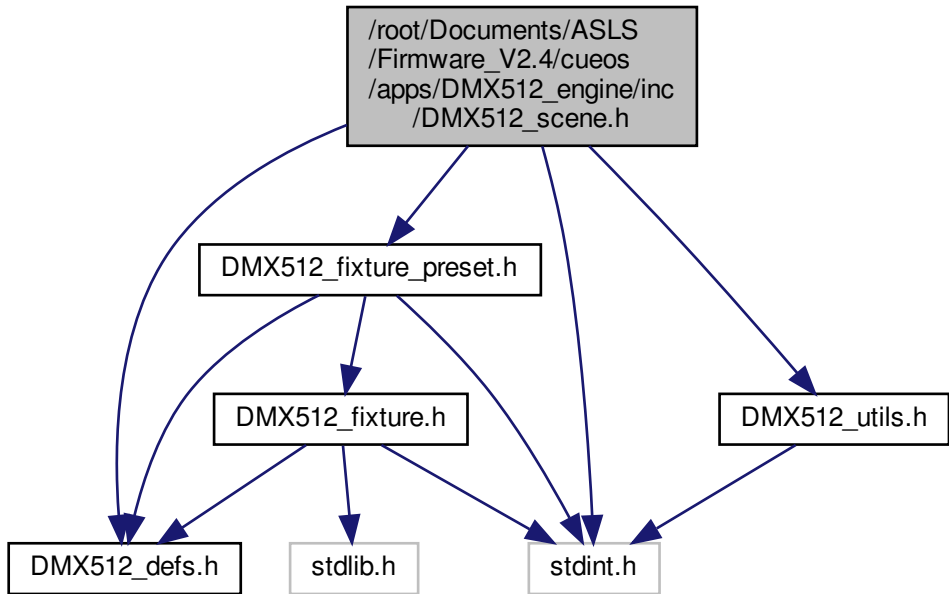 /root/Documents/ASLS
/Firmware_V2.4/cueos
/apps/DMX512_engine/inc
/DMX512_scene.h
DMX512_fixture_preset.h
DMX512_fixture.h
DMX512_utils.h
DMX512_defs.h
stdlib.h
stdint.h